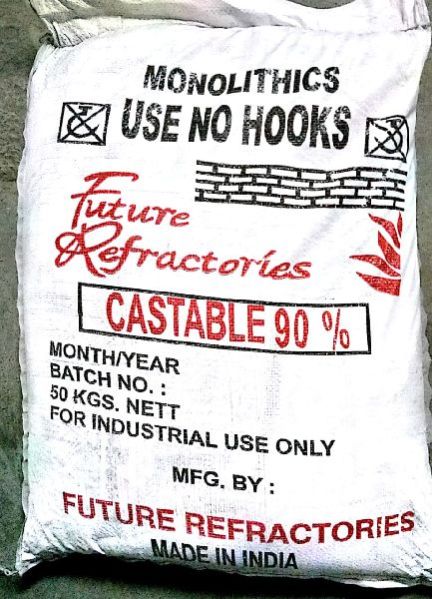 MONOLITHICS
USE NO HOOKS
Future
Refractories
CASTABLE 90 %
MONTH/YEAR
BATCH NO. :
50 KGS. NETT
FOR INDUSTRIAL USE ONLY
MFG. BY :
FUTURE REFRACTORIES
MADE IN INDIA